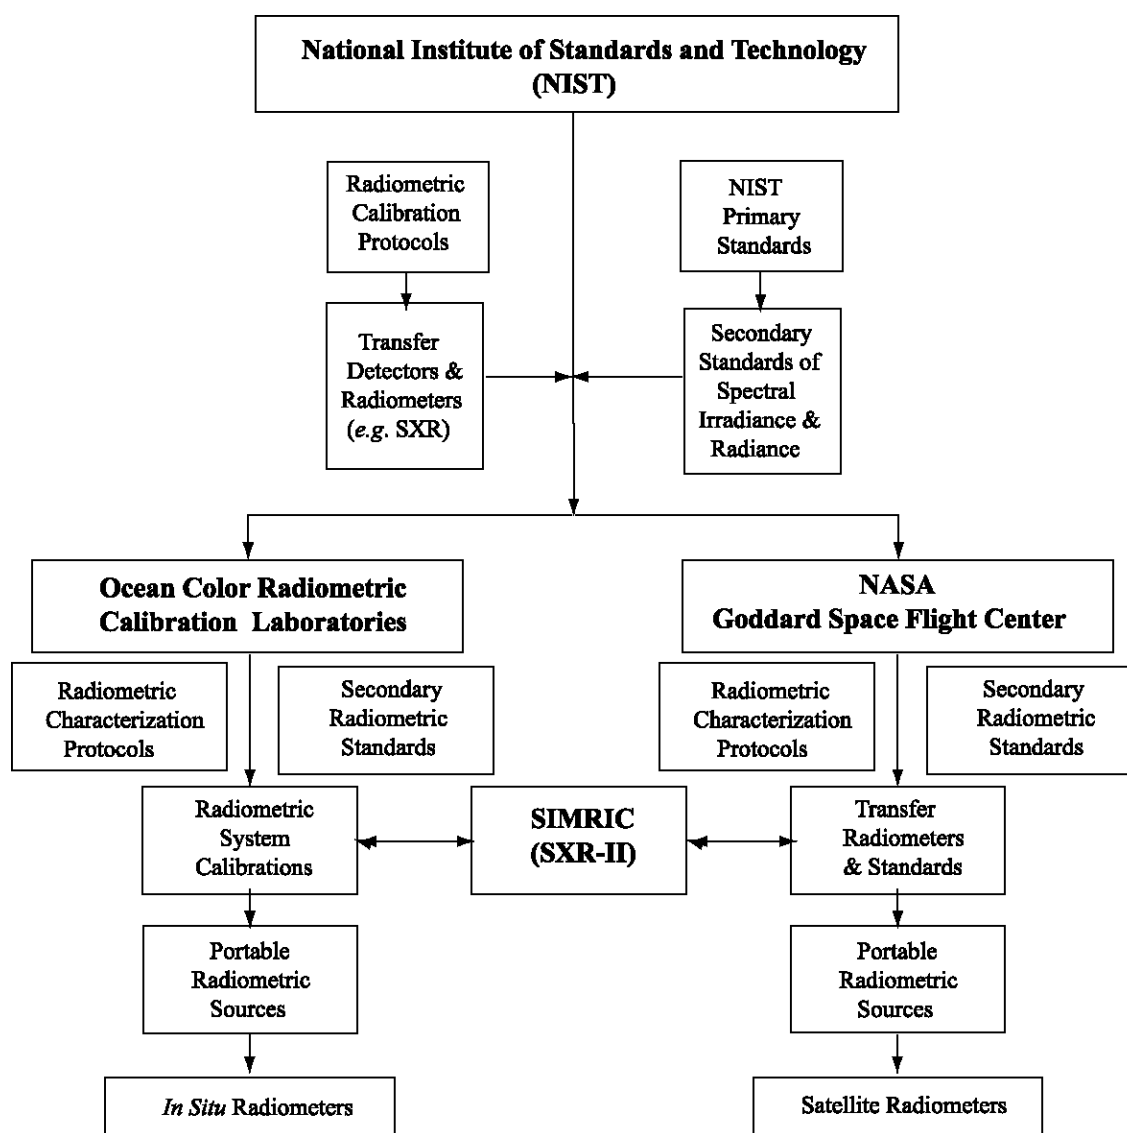 National Institute of Standards and Technology
(NIST)
Radiometric
Calibration
Protocols
NIST
Primary
Standards
Transfer
Detectors &
Radiometers
(e.g. SXR)
Secondary
Standards of
Spectral
Irradiance &
Radiance
Ocean Color Radiometric
Calibration Laboratories
NASA
Goddard Space Flight Center
Radiometric
Characterization
Protocols
Secondary
Radiometric
Standards
Radiometric
Characterization
Protocols
Secondary
Radiometric
Standards
Radiometric
System
Calibrations
SIMRIC
(SXR-II)
Transfer
Radiometers
& Standards
Portable
Radiometric
Sources
Portable
Radiometric
Sources
In Situ Radiometers
Satellite Radiometers